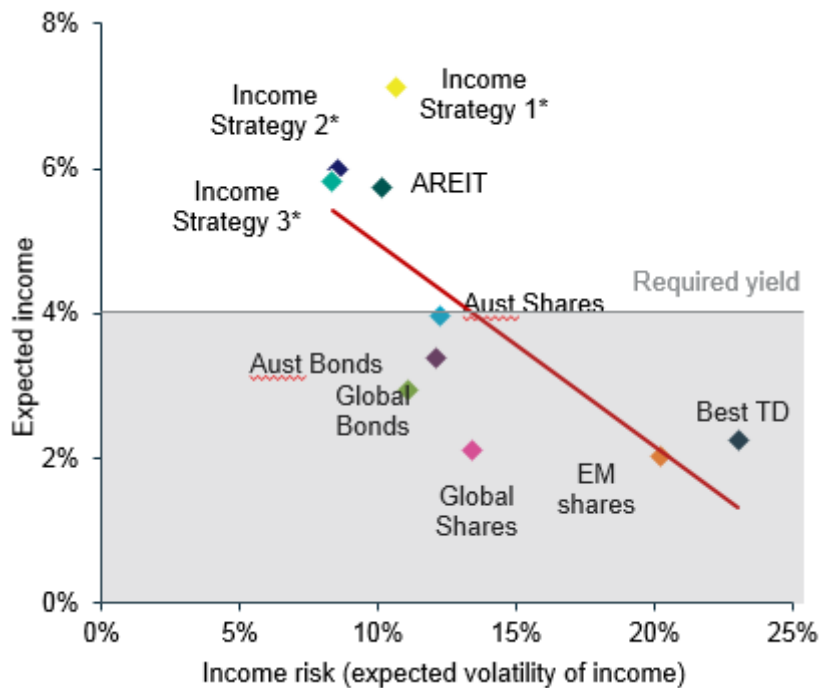 8%
6%
4%
2%
0%
Expected income
Income
Strategy 1*
Income
Strategy 2*
Income
Strategy 3*
AREIT
Required yield
Aust Shares
Aust Bonds
Global
Bonds
Best TD
EM
shares
Global
Shares
0%
5%
10%
15%
20%
25%
Income risk (expected volatility of income)